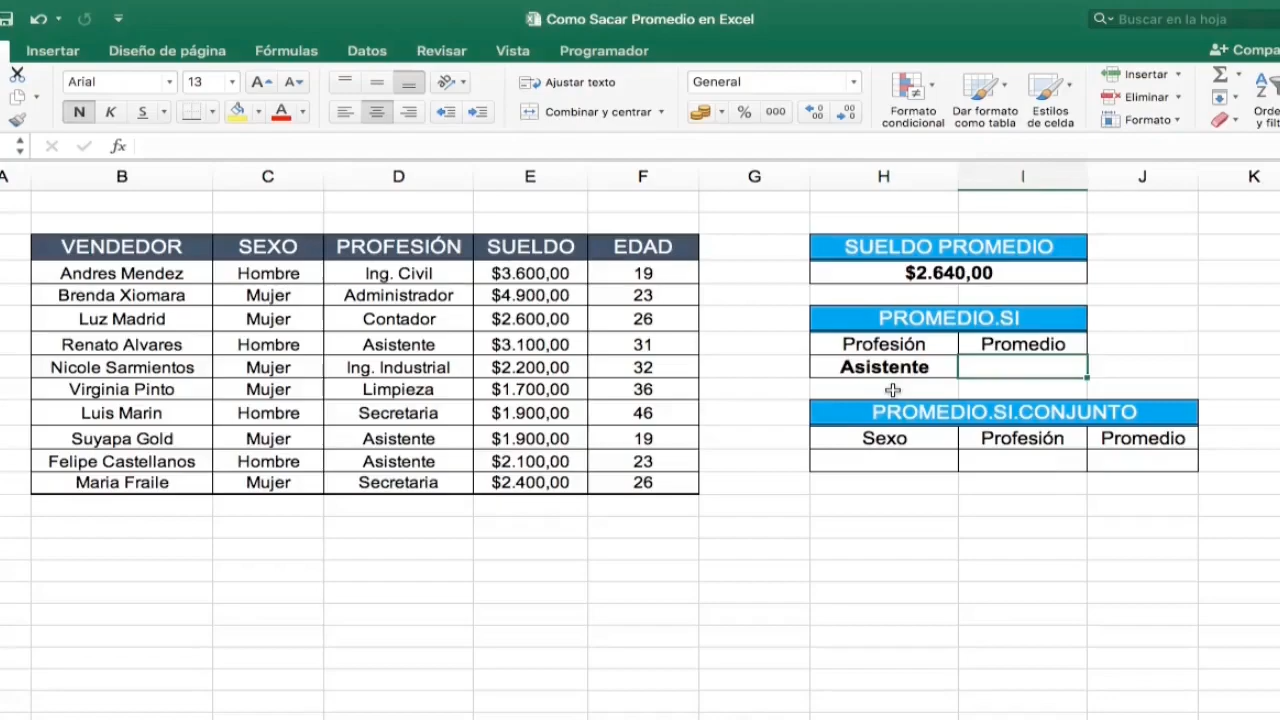 Como Sacar Promedio en Excel
Buscar en la hoja
Insertar Diseño de página Fórmulas Datos Revisar Vista Programador
Arial 13 A A Ajustar texto General Insertar Σ
N K S A Combinar y centrar % 000 Formato condicional Dar formato como tabla Estilos de celda Eliminar
Formato
fx
A B C D E F G H I J K
VENDEDOR SEXO PROFESIÓN SUELDO EDAD SUELDO PROMEDIO
Andres Mendez Hombre Ing. Civil $3.600,00 19 $2.640,00
Brenda Xiomara Mujer Administrador $4.900,00 23
Luz Madrid Mujer Contador $2.600,00 26 PROMEDIO.SI
Renato Alvares Hombre Asistente $3.100,00 31 Profesión Promedio
Nicole Sarmientos Mujer Ing. Industrial $2.200,00 32 Asistente
Virginia Pinto Mujer Limpieza $1.700,00 36
Luis Marin Hombre Secretaria $1.900,00 46 PROMEDIO.SI.CONJUNTO
Suyapa Gold Mujer Asistente $1.900,00 19 Sexo Profesión Promedio
Felipe Castellanos Hombre Asistente $2.100,00 23
Maria Fraile Mujer Secretaria $2.400,00 26